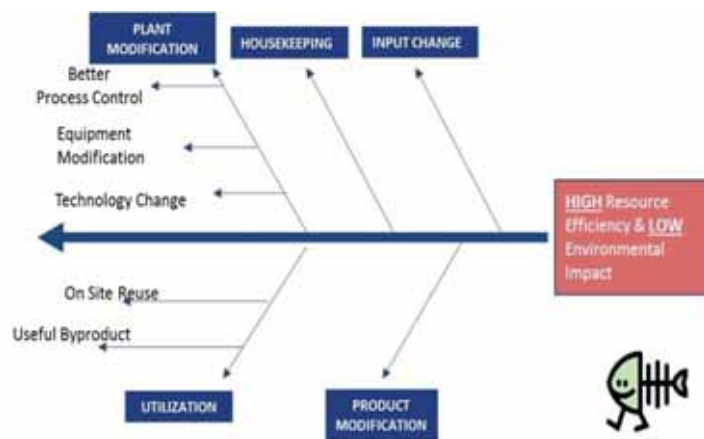 PLANT
MODIFICATION
HOUSEKEEPING
INPUT CHANGE
Better
Process Control
Equipment
Modification
Technology Change
HIGH Resource
Efficiency & LOW
Environmental
Impact
On Site Reuse
Useful Byproduct
UTILIZATION
PRODUCT
MODIFICATION